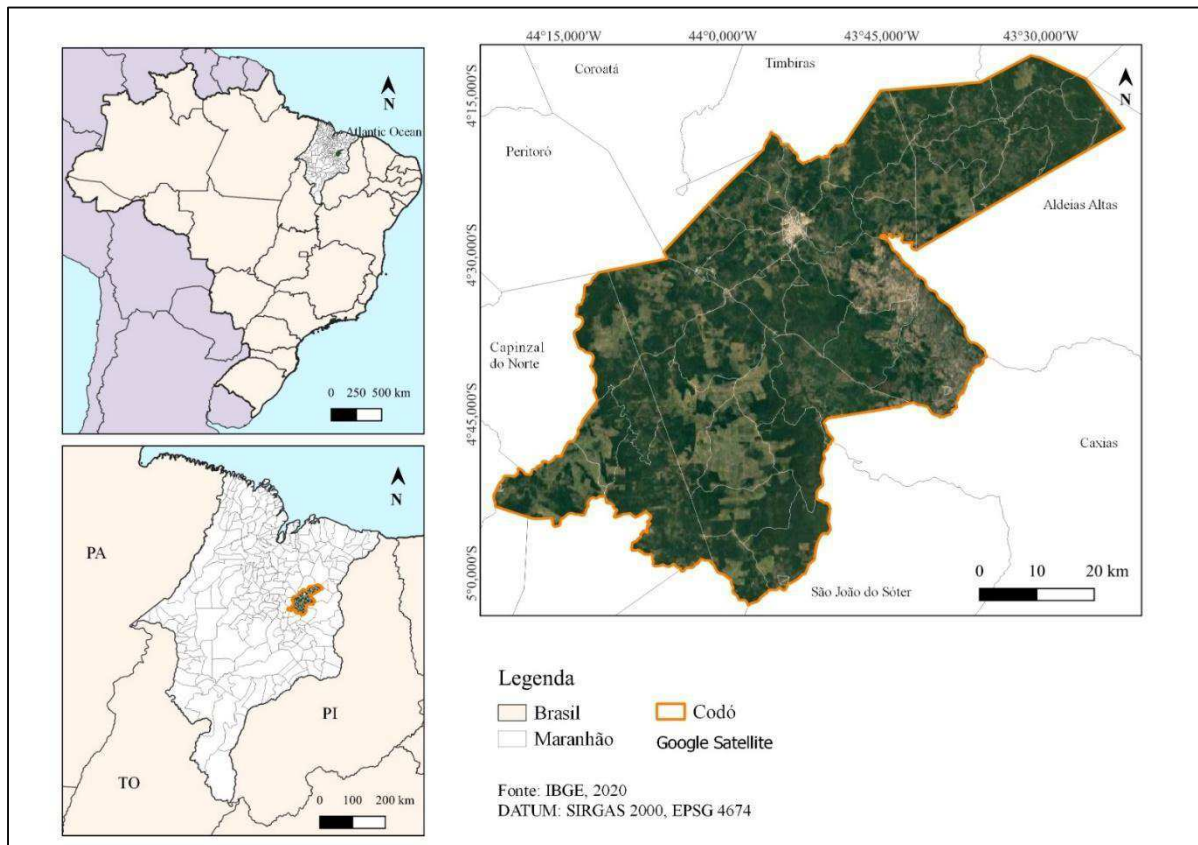 N
Atlantic Ocean
0 250 500 km
N
PA
PI
TO
0 100 200 km
44°15,000'W 44°0,000'W 43°45,000'W 43°30,000'W
4°15,000'S
4°30,000'S
4°45,000'S
5°0,000'S
Coroatá
Timbiras
N
Peritoró
Aldeias Altas
Capinzal
do Norte
Caxias
São João do Sóter
0 10 20 km
Legenda
Brasil
Codó
Maranhão
Google Satellite
Fonte: IBGE, 2020
DATUM: SIRGAS 2000, EPSG 4674